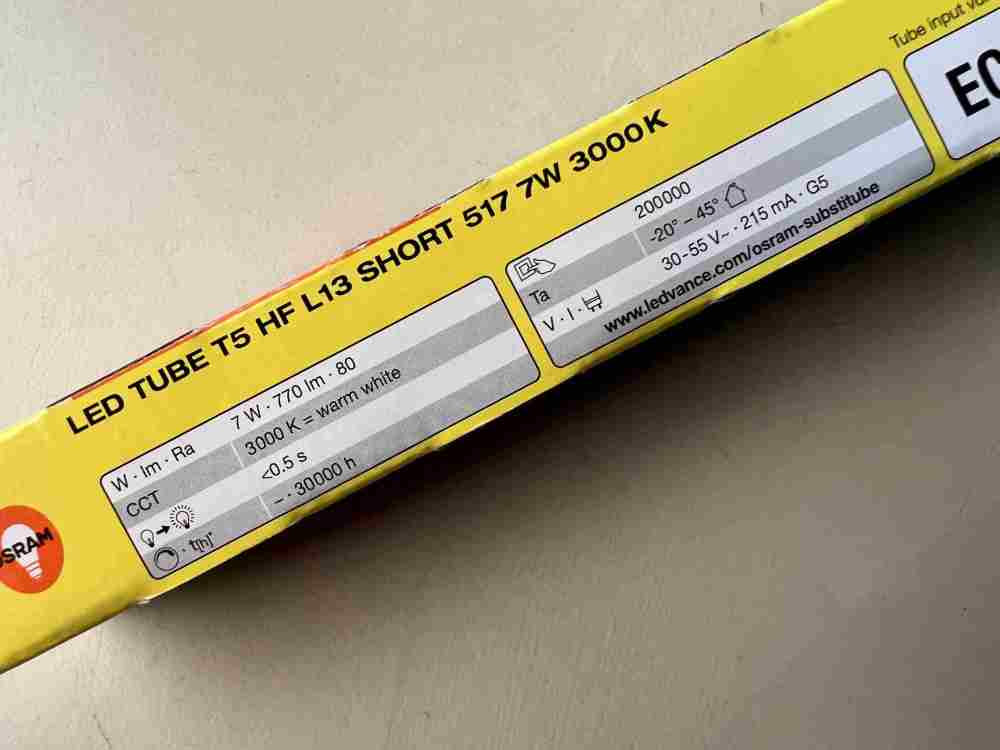 LED TUBE T5 HF L13 SHORT 517 7W 3000K
W · lm · Ra 7 W · 770 lm · 80
CCT 3000 K = warm white
<0.5 s
· t[h]* – · 30000 h
200000
Ta -20° – 45°
V · I · 30-55 V~ · 215 mA · G5
www.ledvance.com/osram-substitube
Tube input
OSRAM